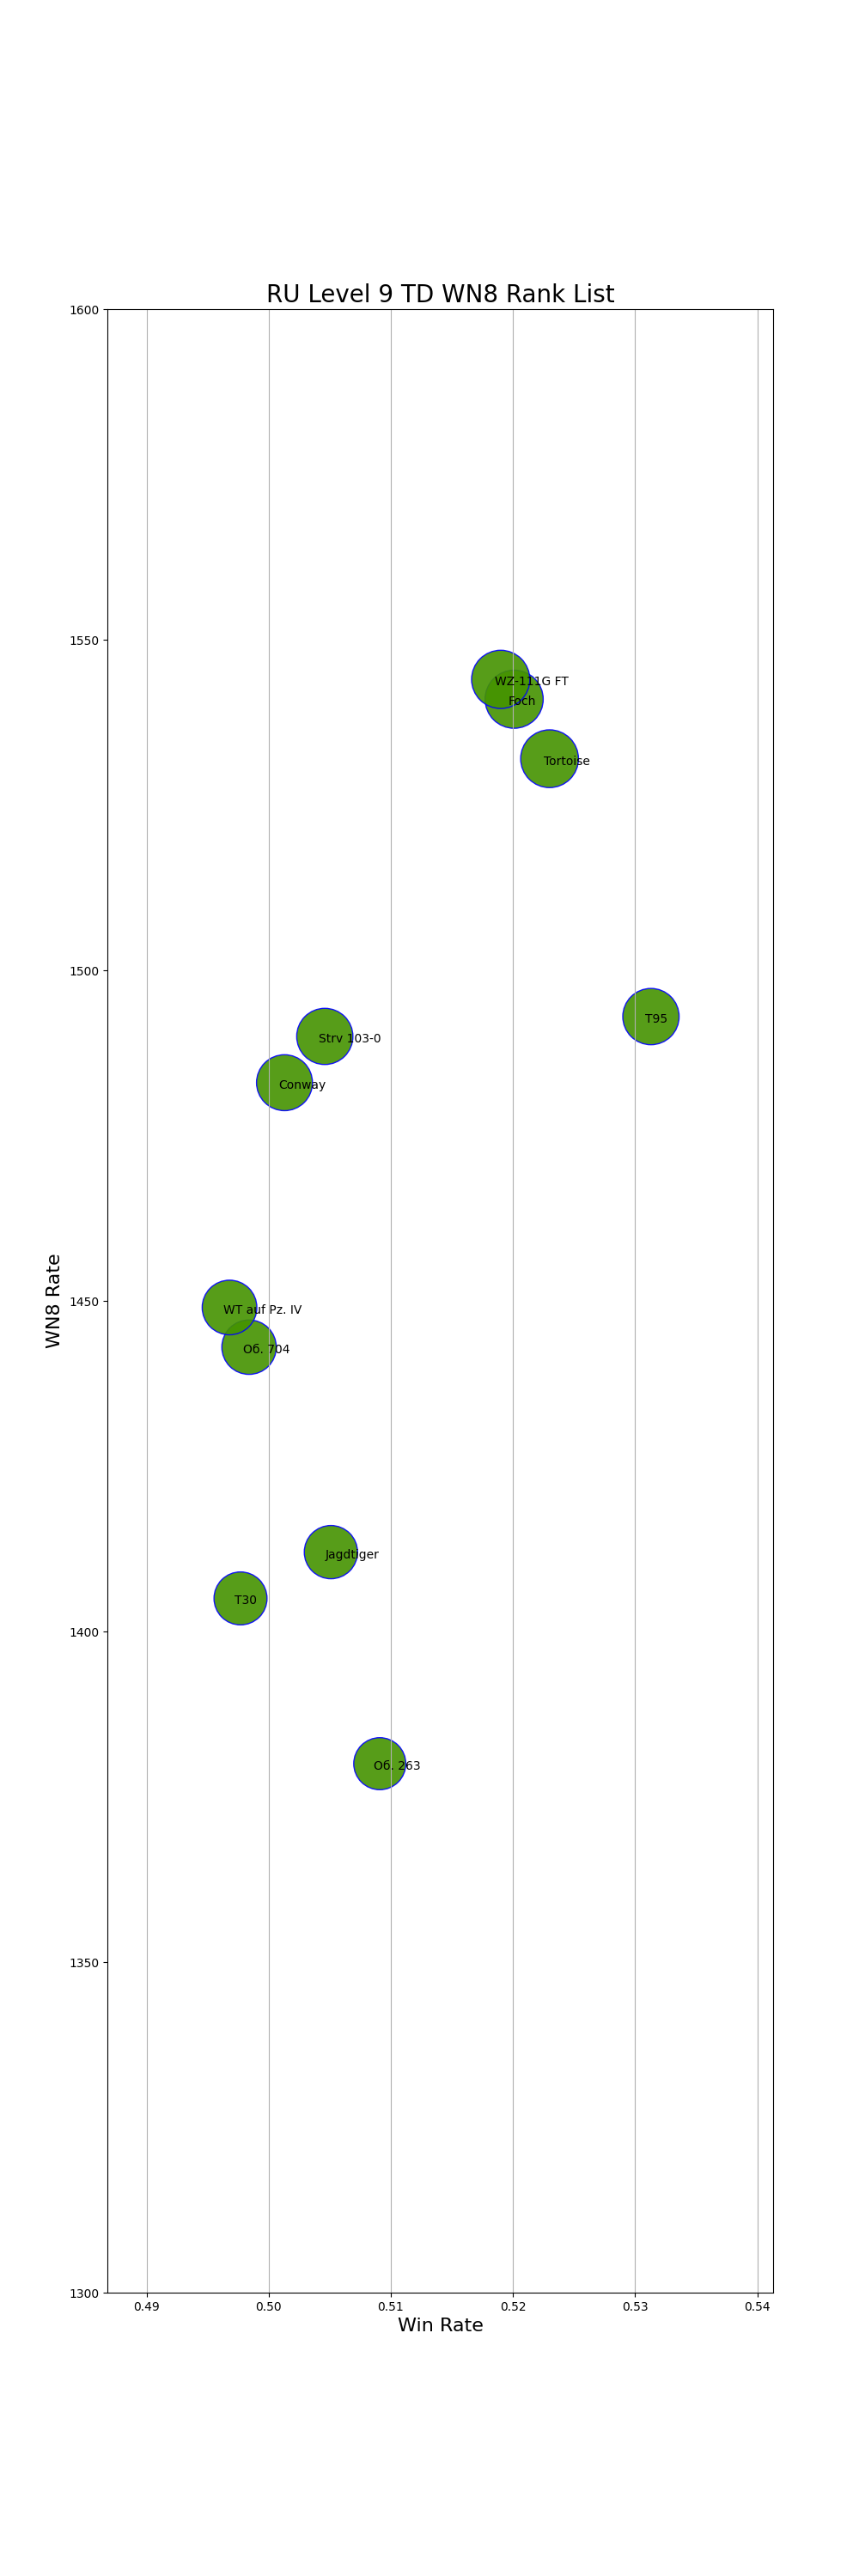 RU Level 9 TD WN8 Rank List
1600
1550
1500
1450
1400
1350
1300
WN8 Rate
WZ-111G FT
Foch
Tortoise
T95
Strv 103-0
Conway
WT auf Pz. IV
Об. 704
Jagdtiger
T30
Об. 263
0.49 0.50 0.51 0.52 0.53 0.54
Win Rate